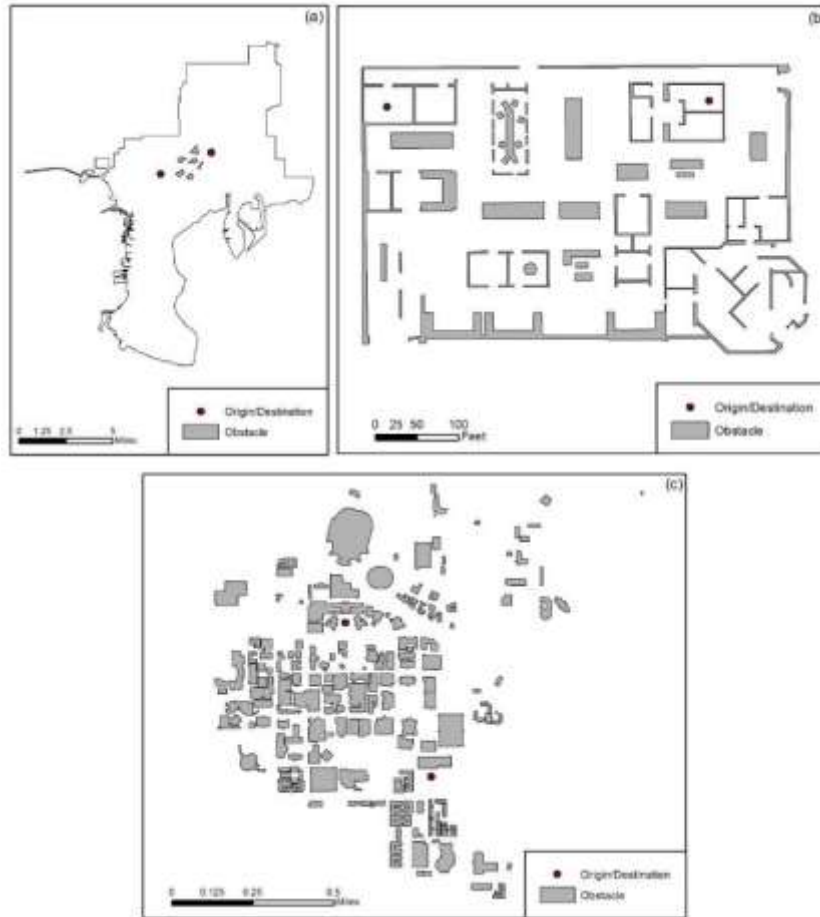 (a)
Origin/Destination
Obstacle
0 1.25 2.5 5
Miles
(b)
Origin/Destination
Obstacle
0 25 50 100
Feet
(c)
Origin/Destination
Obstacle
0 0.125 0.25 0.5
Miles